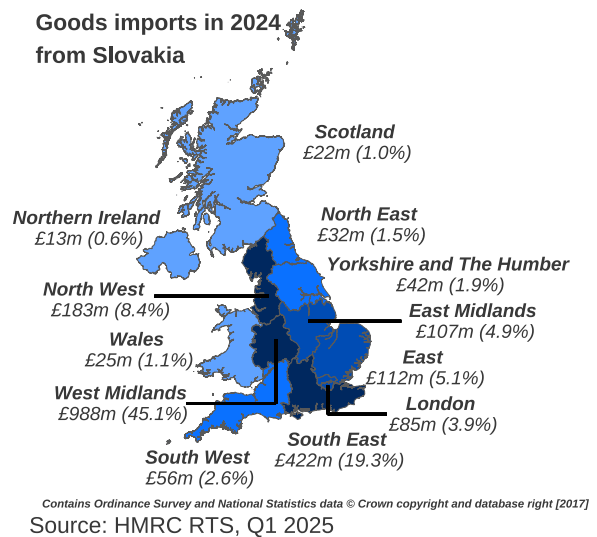 Goods imports in 2024
from Slovakia
Scotland
£22m (1.0%)
Northern Ireland
£13m (0.6%)
North East
£32m (1.5%)
Yorkshire and The Humber
£42m (1.9%)
North West
£183m (8.4%)
East Midlands
£107m (4.9%)
Wales
£25m (1.1%)
East
£112m (5.1%)
West Midlands
£988m (45.1%)
London
£85m (3.9%)
South East
£422m (19.3%)
South West
£56m (2.6%)
Contains Ordinance Survey and National Statistics data © Crown copyright and database right [2017]
Source: HMRC RTS, Q1 2025